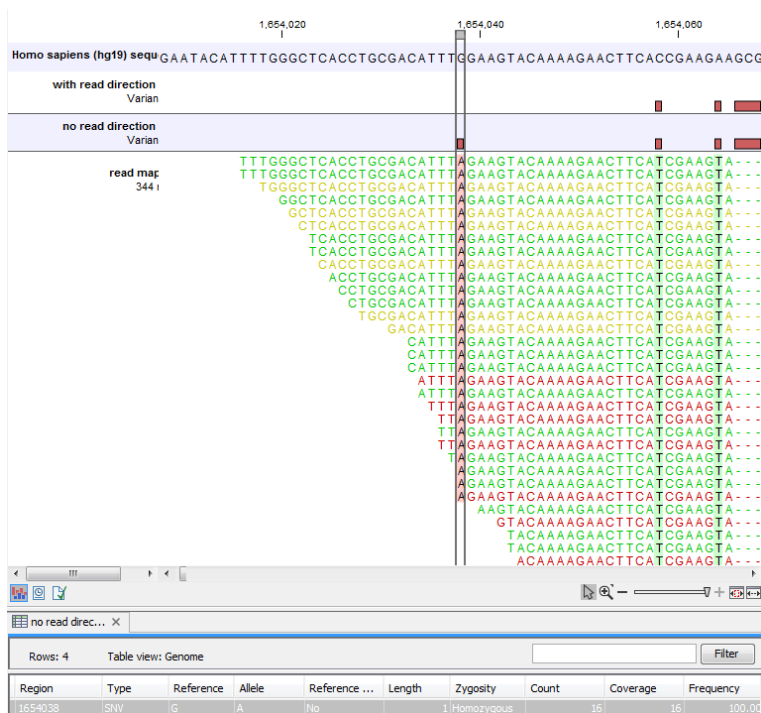 1,654,020 1,654,040 1,654,060
Homo sapiens (hg19) sequ GAATACATTTTGGGCTCACCTGCGACATTTGGAAGTACAAAAGAACTTCACCGAAGAAGCG
with read direction
Varian
no read direction
Varian
read map
344 r
TTTGGGCTCACCTGCGACATTTAGAAGTACAAAAGAACTTCATCGAAGTA---
TTTGGGCTCACCTGCGACATTTAGAAGTACAAAAGAACTTCATCGAAGTA---
TGGGCTCACCTGCGACATTTAGAAGTACAAAAGAACTTCATCGAAGTA---
GGCTCACCTGCGACATTTAGAAGTACAAAAGAACTTCATCGAAGTA---
GCTCACCTGCGACATTTAGAAGTACAAAAGAACTTCATCGAAGTA---
CTCACCTGCGACATTTAGAAGTACAAAAGAACTTCATCGAAGTA---
TCACCTGCGACATTTAGAAGTACAAAAGAACTTCATCGAAGTA---
TCACCTGCGACATTTAGAAGTACAAAAGAACTTCATCGAAGTA---
CACCTGCGACATTTAGAAGTACAAAAGAACTTCATCGAAGTA---
ACCTGCGACATTTAGAAGTACAAAAGAACTTCATCGAAGTA---
CCTGCGACATTTAGAAGTACAAAAGAACTTCATCGAAGTA---
CTGCGACATTTAGAAGTACAAAAGAACTTCATCGAAGTA---
TGCGACATTTAGAAGTACAAAAGAACTTCATCGAAGTA---
GACATTTAGAAGTACAAAAGAACTTCATCGAAGTA---
CATTTAGAAGTACAAAAGAACTTCATCGAAGTA---
CATTTAGAAGTACAAAAGAACTTCATCGAAGTA---
CATTTAGAAGTACAAAAGAACTTCATCGAAGTA---
ATTTAGAAGTACAAAAGAACTTCATCGAAGTA---
ATTTAGAAGTACAAAAGAACTTCATCGAAGTA---
TTTAGAAGTACAAAAGAACTTCATCGAAGTA---
TTAGAAGTACAAAAGAACTTCATCGAAGTA---
TTAGAAGTACAAAAGAACTTCATCGAAGTA---
TTAGAAGTACAAAAGAACTTCATCGAAGTA---
TAGAAGTACAAAAGAACTTCATCGAAGTA---
AGAAGTACAAAAGAACTTCATCGAAGTA---
AGAAGTACAAAAGAACTTCATCGAAGTA---
AGAAGTACAAAAGAACTTCATCGAAGTA---
AAGTACAAAAGAACTTCATCGAAGTA---
GTACAAAAGAACTTCATCGAAGTA---
TACAAAAGAACTTCATCGAAGTA---
TACAAAAGAACTTCATCGAAGTA---
ACAAAAGAACTTCATCGAAGTA---
no read direc...
Rows: 4 Table view: Genome Filter
Region Type Reference Allele Reference ... Length Zygosity Count Coverage Frequency
1654038 SNV G A No 1 Homozygous 16 16 100.00